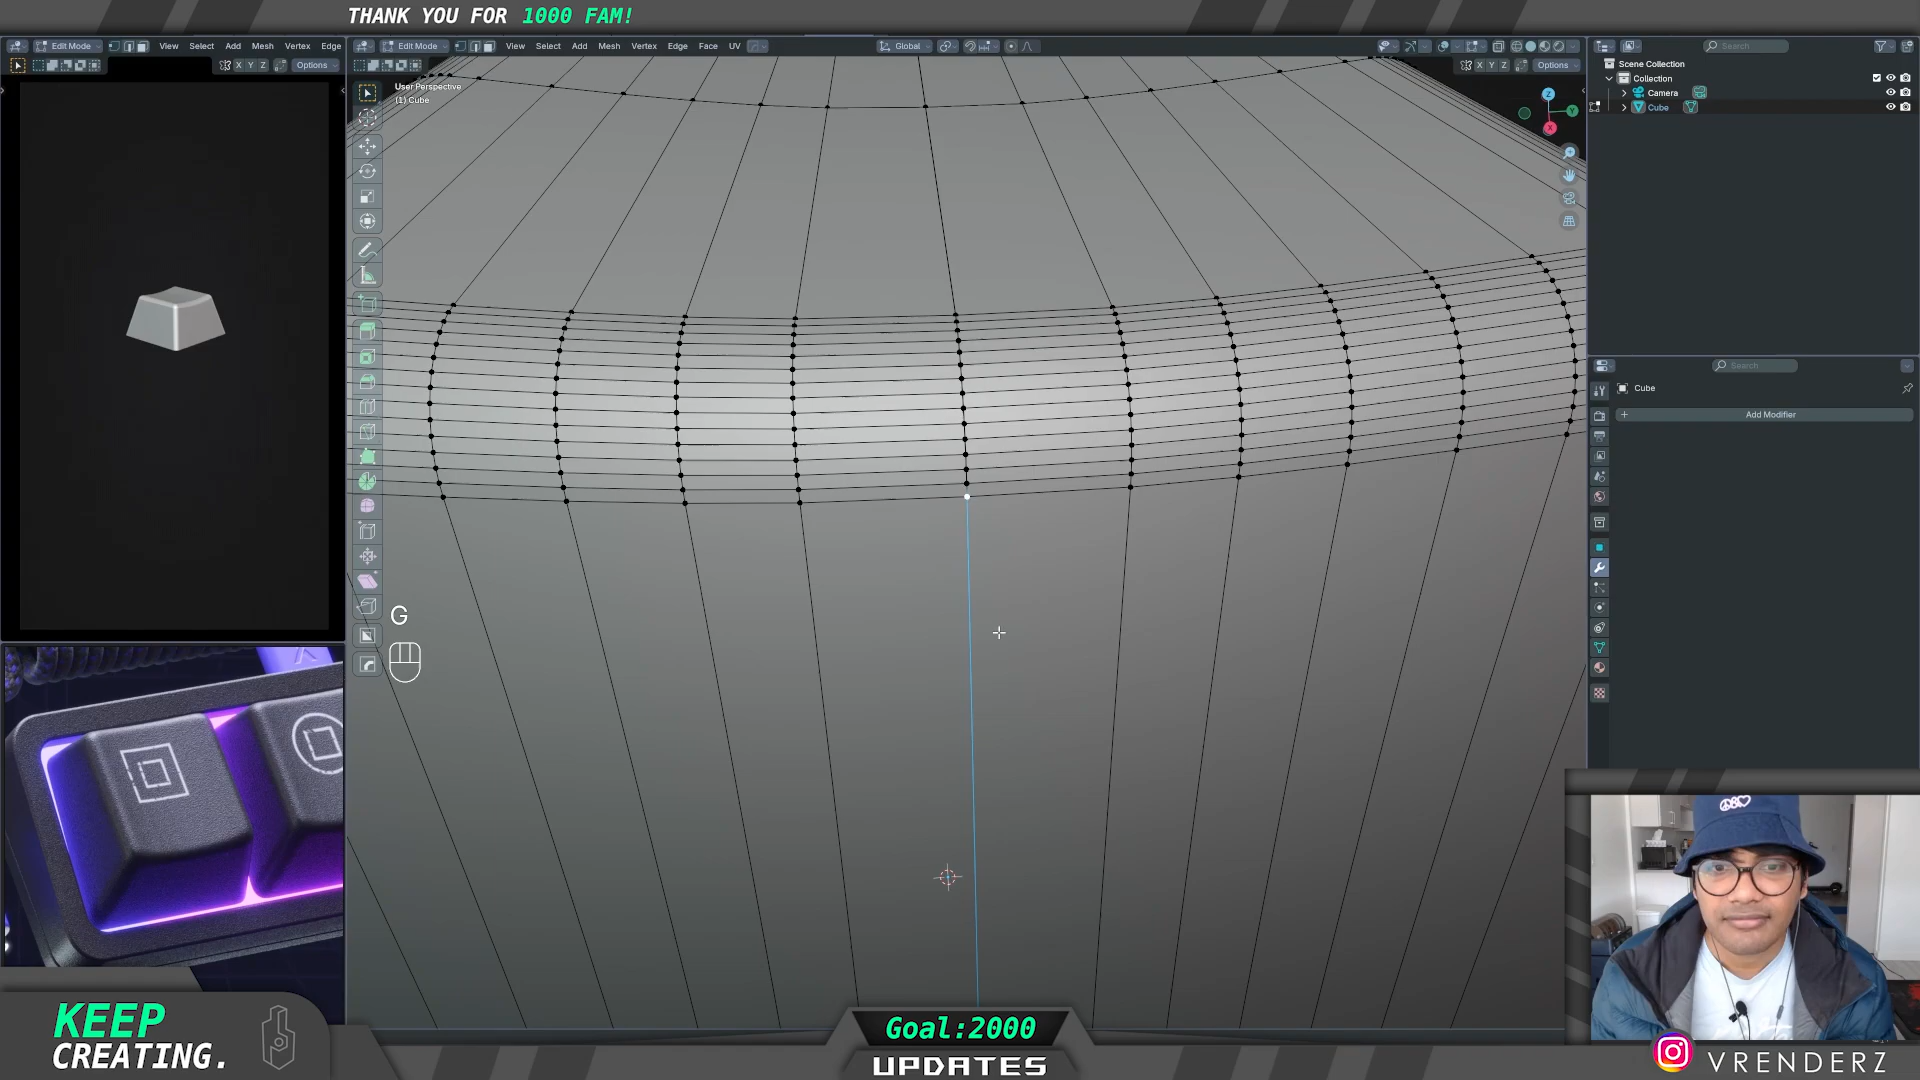 THANK YOU FOR 1000 FAM!
Edit Mode View Select Add Mesh Vertex Edge
X Y Z Options
Edit Mode View Select Add Mesh Vertex Edge Face UV Global
X Y Z Options
User Perspective
(1) Cube
Z
Y
X
G
Search
Scene Collection
Collection
Camera
Cube
Search
Cube
+ Add Modifier
KEEP
CREATING.
Goal:2000
UPDATES
VRENDERZ